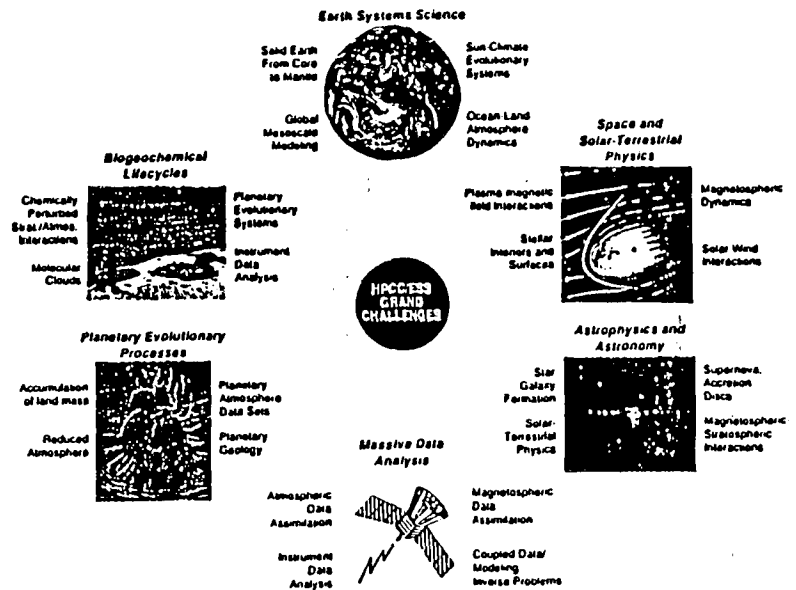 Earth Systems Science
Solid Earth
From Core
to Mantle
Sun-Climate
Evolutionary
Systems
Global
Mesoscale
Modeling
Ocean-Land
Atmosphere
Dynamics
Biogeochemical
Lifecycles
Chemically
Perturbed
Strat./Atmos.
Interactions
Planetary
Evolutionary
Systems
Molecular
Clouds
Instrument
Data
Analysis
Space and
Solar-Terrestrial
Physics
Plasma magnetic
field interactions
Magnetospheric
Dynamics
Stellar
Interiors and
Surfaces
Solar Wind
Interactions
HPCC/ESS
GRAND
CHALLENGES
Planetary Evolutionary
Processes
Accumulation
of land mass
Planetary
Atmosphere
Data Sets
Reduced
Atmosphere
Planetary
Geology
Astrophysics and
Astronomy
Star
Galaxy
Formation
Supernova,
Accretion
Discs
Solar-
Terrestrial
Physics
Magnetospheric
Stratospheric
Interactions
Massive Data
Analysis
Atmospheric
Data
Assimilation
Magnetospheric
Data
Assimilation
Instrument
Data
Analysis
Coupled Data/
Modeling
Inverse Problems